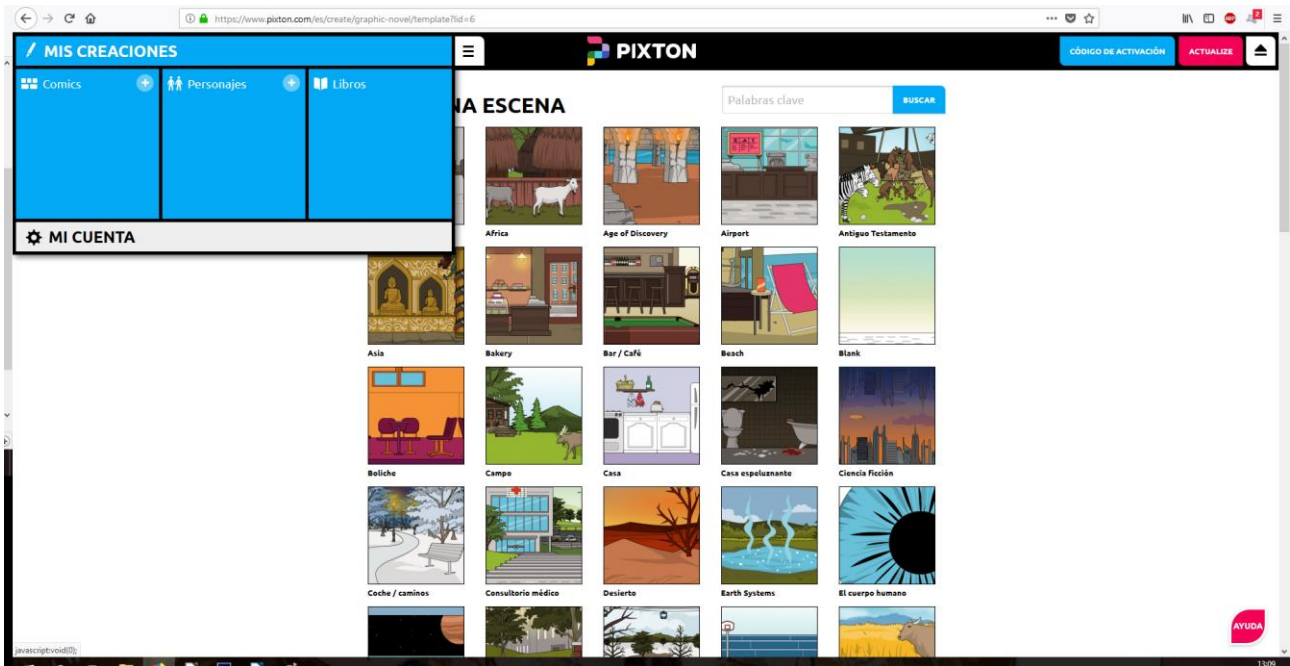 https://www.pixton.com/es/create/graphic-novel/template?lid=6
2
MIS CREACIONES
PIXTON
CÓDIGO DE ACTIVACIÓN
ACTUALIZE
Comics
Personajes
Libros
NA ESCENA
Palabras clave
BUSCAR
MI CUENTA
Africa
Age of Discovery
Airport
Antiguo Testamento
Asia
Bakery
Bar / Café
Beach
Blank
Boliche
Campo
Casa
Casa espeluznante
Ciencia ficción
Coche / caminos
Consultorio médico
Desierto
Earth Systems
El cuerpo humano
AYUDA
javascript:void(0);
13:09